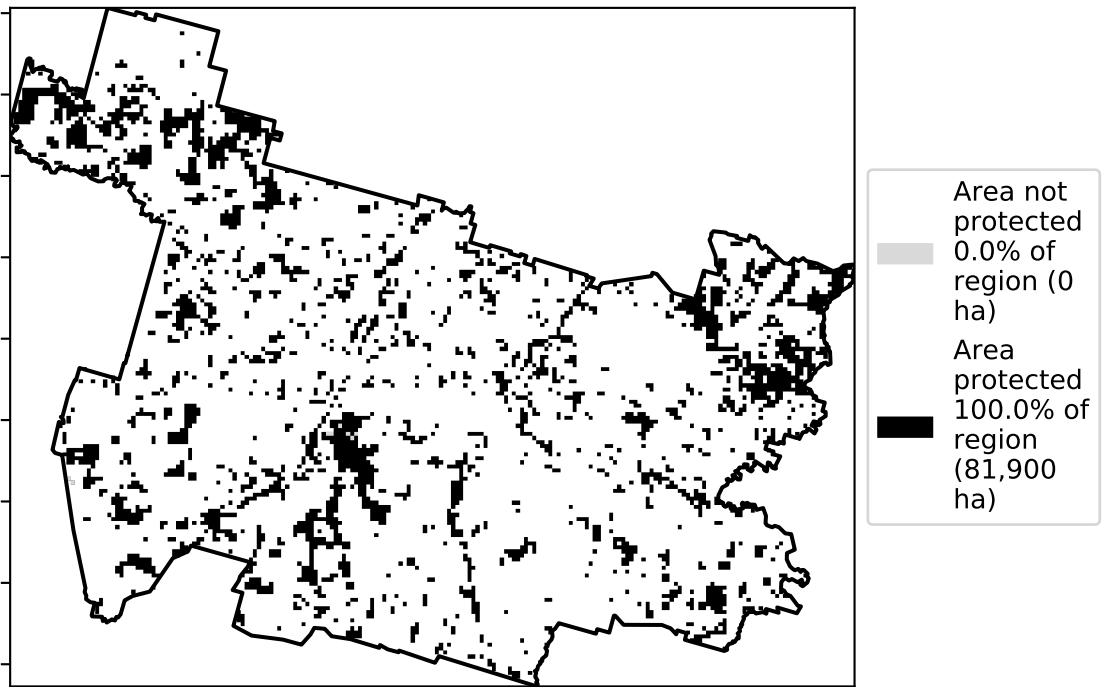 Area not
protected
0.0% of
region (0
ha)
Area
protected
100.0% of
region
(81,900
ha)